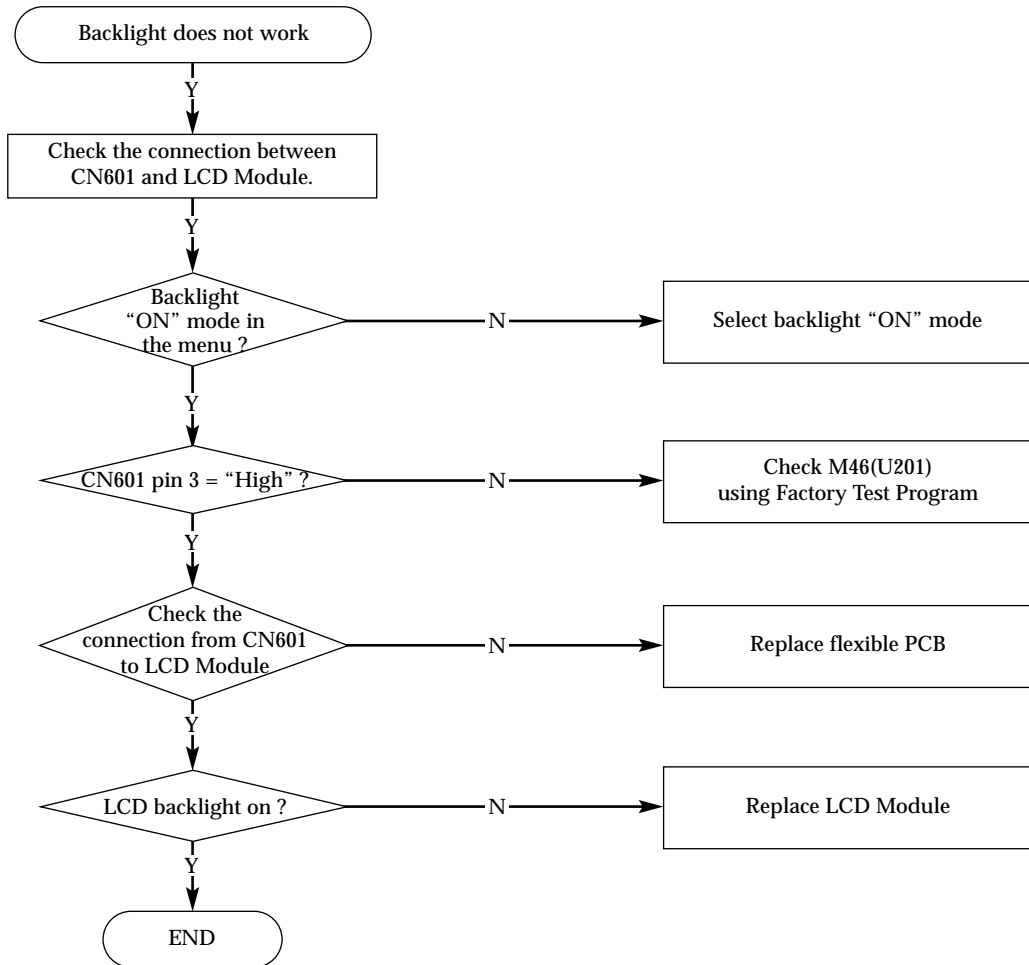 Backlight does not work
Y
Check the connection between
CN601 and LCD Module.
Y
Backlight
“ON” mode in
the menu ?
N
Select backlight “ON” mode
Y
CN601 pin 3 = “High” ?
N
Check M46(U201)
using Factory Test Program
Y
Check the
connection from CN601
to LCD Module
N
Replace flexible PCB
Y
LCD backlight on ?
N
Replace LCD Module
Y
END